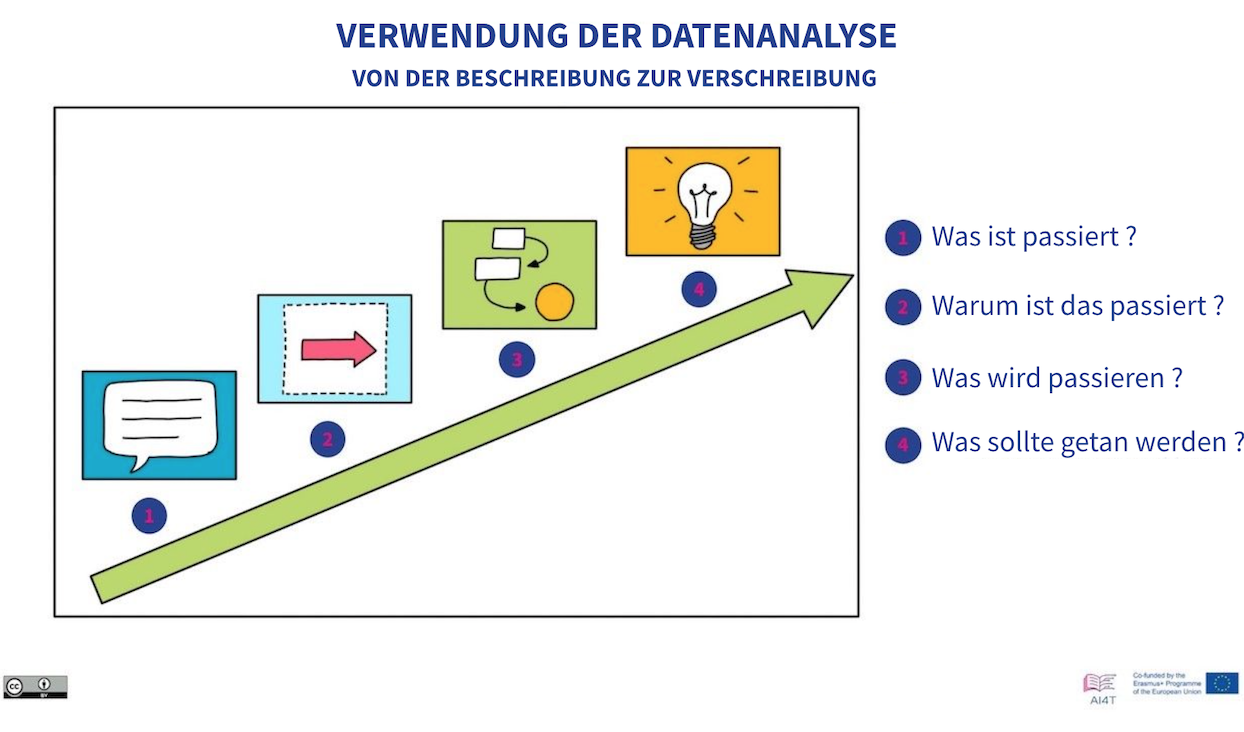 VERWENDUNG DER DATENANALYSE
VON DER BESCHREIBUNG ZUR VERSCHREIBUNG
1
2
3
4
1 Was ist passiert ?
2 Warum ist das passiert ?
3 Was wird passieren ?
4 Was sollte getan werden ?
cc
BY
AI4T
Co-funded by the
Erasmus+ Programme
of the European Union